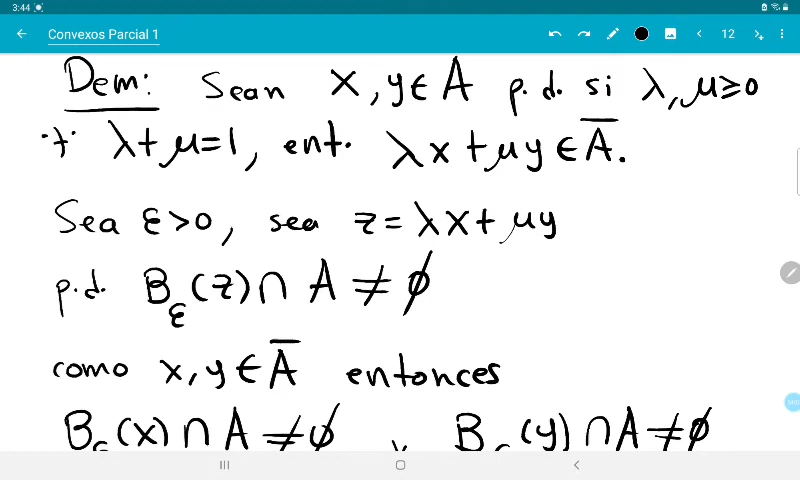 3:44
Convexos Parcial 1
12
Dem: Sean x, y ∈ A p.d. si λ, μ ≥ 0
·t· λ + μ = 1, ent. λx + μy ∈ A̅.
Sea ε > 0, sea z = λx + μy
p.d. B_ε(z) ∩ A ≠ ∅
como x, y ∈ A̅ entonces
B_ε(x) ∩ A ≠ ∅ y B_ε(y) ∩ A ≠ ∅